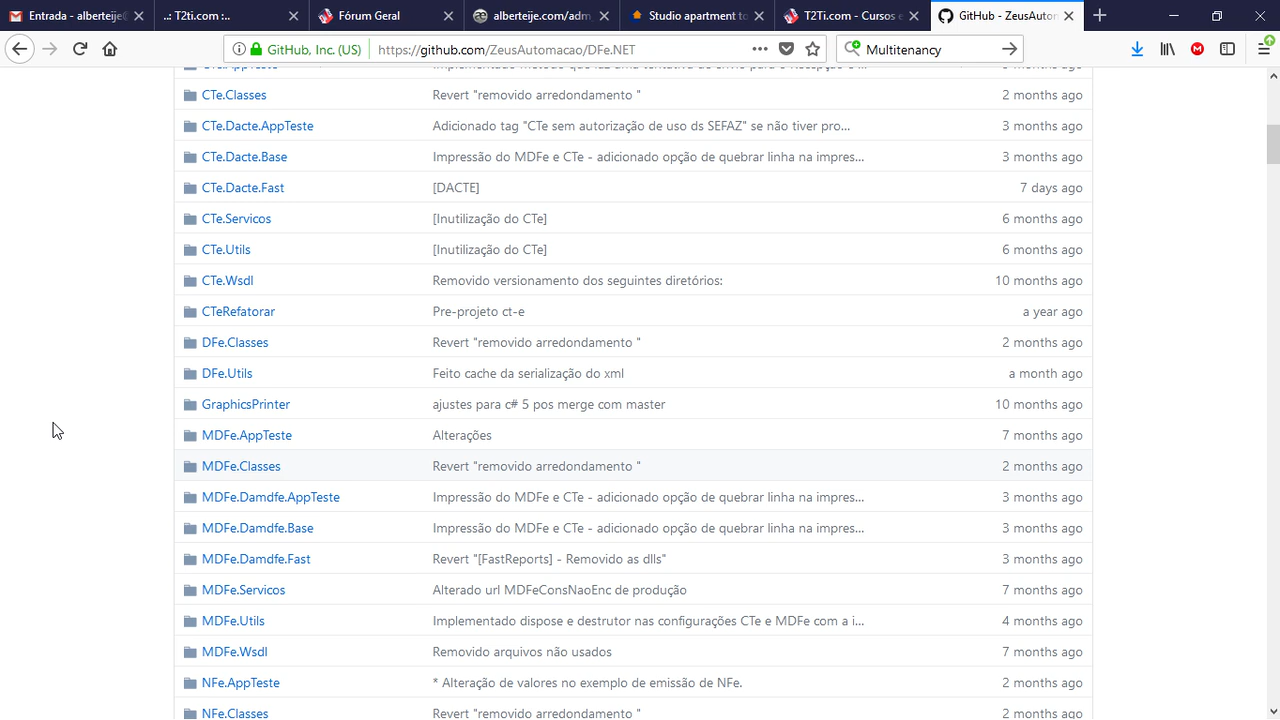 Entrada - alberteije@
..: T2ti.com :..
Fórum Geral
alberteije.com/adm_
Studio apartment to
T2Ti.com - Cursos e
GitHub - ZeusAutoma
GitHub, Inc. (US) https://github.com/ZeusAutomacao/DFe.NET Multitenancy
CTe.Classes Revert "removido arredondamento " 2 months ago
CTe.Dacte.AppTeste Adicionado tag "CTe sem autorização de uso ds SEFAZ" se não tiver pro... 3 months ago
CTe.Dacte.Base Impressão do MDFe e CTe - adicionado opção de quebrar linha na impres... 3 months ago
CTe.Dacte.Fast [DACTE] 7 days ago
CTe.Servicos [Inutilização do CTe] 6 months ago
CTe.Utils [Inutilização do CTe] 6 months ago
CTe.Wsdl Removido versionamento dos seguintes diretórios: 10 months ago
CTeRefatorar Pre-projeto ct-e a year ago
DFe.Classes Revert "removido arredondamento " 2 months ago
DFe.Utils Feito cache da serialização do xml a month ago
GraphicsPrinter ajustes para c# 5 pos merge com master 10 months ago
MDFe.AppTeste Alterações 7 months ago
MDFe.Classes Revert "removido arredondamento " 2 months ago
MDFe.Damdfe.AppTeste Impressão do MDFe e CTe - adicionado opção de quebrar linha na impres... 3 months ago
MDFe.Damdfe.Base Impressão do MDFe e CTe - adicionado opção de quebrar linha na impres... 3 months ago
MDFe.Damdfe.Fast Revert "[FastReports] - Removido as dlls" 3 months ago
MDFe.Servicos Alterado url MDFeConsNaoEnc de produção 7 months ago
MDFe.Utils Implementado dispose e destrutor nas configurações CTe e MDFe com a i... 4 months ago
MDFe.Wsdl Removido arquivos não usados 7 months ago
NFe.AppTeste * Alteração de valores no exemplo de emissão de NFe. 2 months ago
NFe.Classes Revert "removido arredondamento " 2 months ago